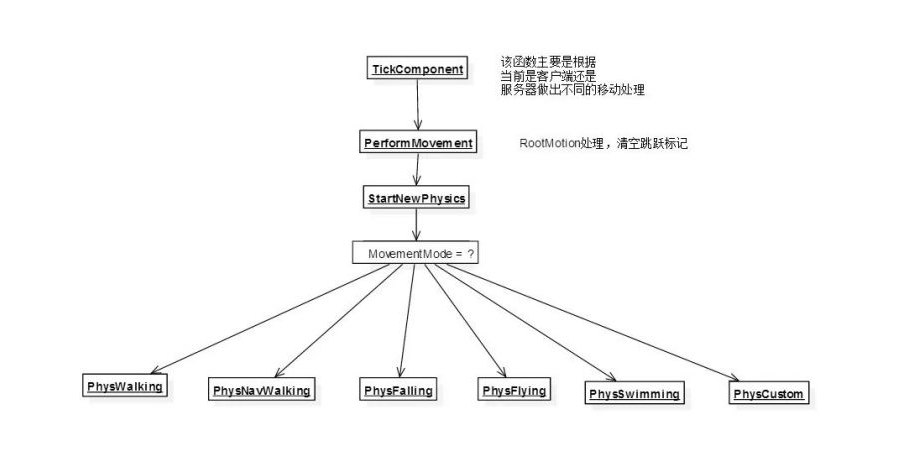 TickComponent
该函数主要是根据
当前是客户端还是
服务器做出不同的移动处理
PerformMovement
RootMotion处理，清空跳跃标记
StartNewPhysics
MovementMode = ?
PhysWalking
PhysNavWalking
PhysFalling
PhysFlying
PhysSwimming
PhysCustom